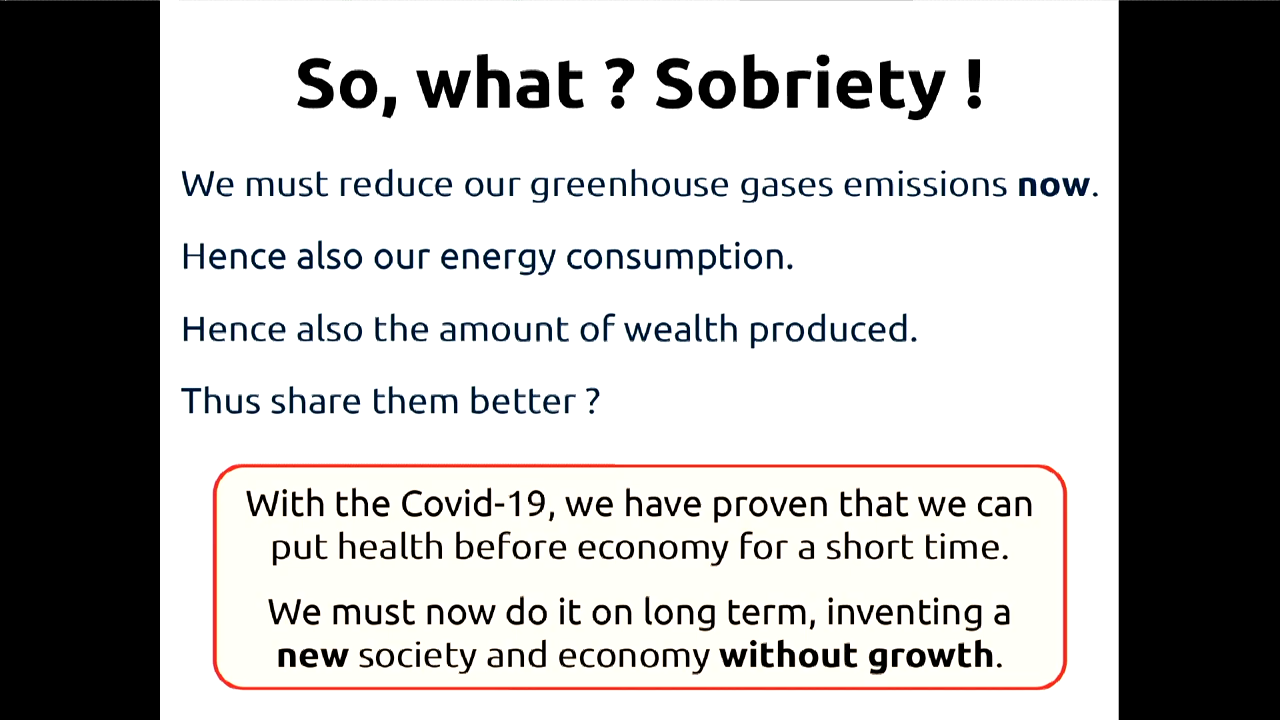 So, what ? Sobriety !
We must reduce our greenhouse gases emissions now.
Hence also our energy consumption.
Hence also the amount of wealth produced.
Thus share them better ?
With the Covid-19, we have proven that we can
put health before economy for a short time.
We must now do it on long term, inventing a
new society and economy without growth.